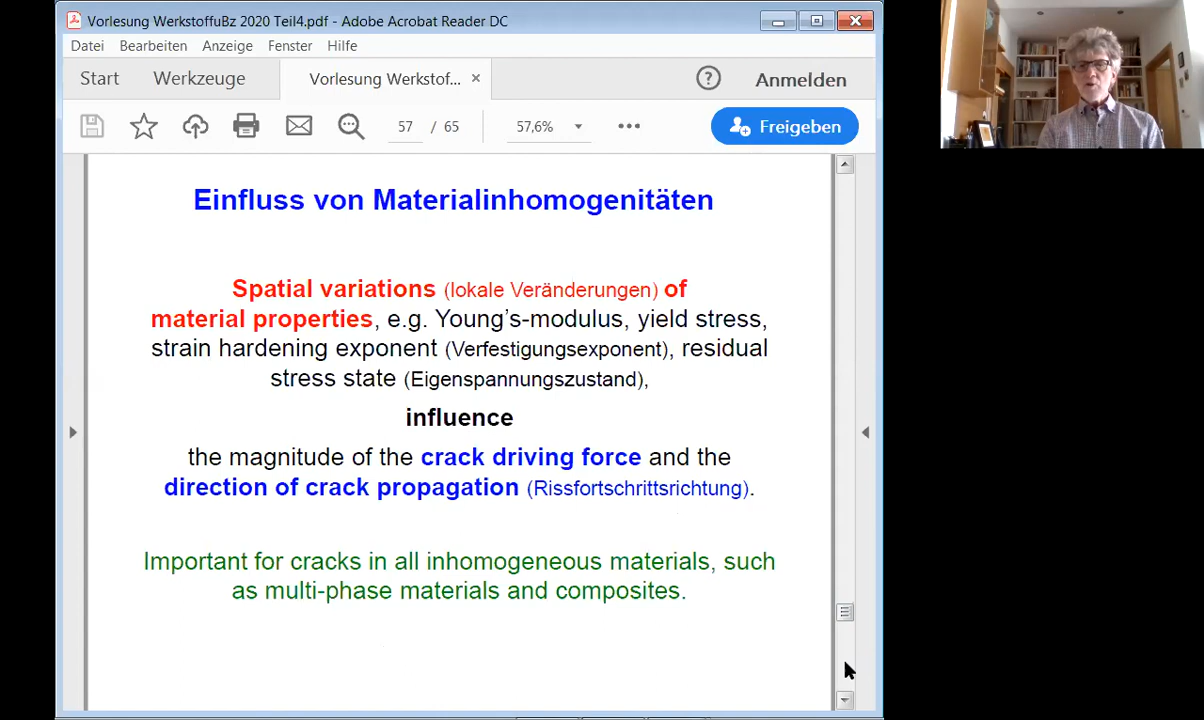 Vorlesung WerkstoffuBz 2020 Teil4.pdf - Adobe Acrobat Reader DC
Datei Bearbeiten Anzeige Fenster Hilfe
Start Werkzeuge Vorlesung Werkstof... × ? Anmelden
57 / 65 57,6% Freigeben
Einfluss von Materialinhomogenitäten
Spatial variations (lokale Veränderungen) of
material properties, e.g. Young's-modulus, yield stress,
strain hardening exponent (Verfestigungsexponent), residual
stress state (Eigenspannungszustand),
influence
the magnitude of the crack driving force and the
direction of crack propagation (Rissfortschrittsrichtung).
Important for cracks in all inhomogeneous materials, such
as multi-phase materials and composites.